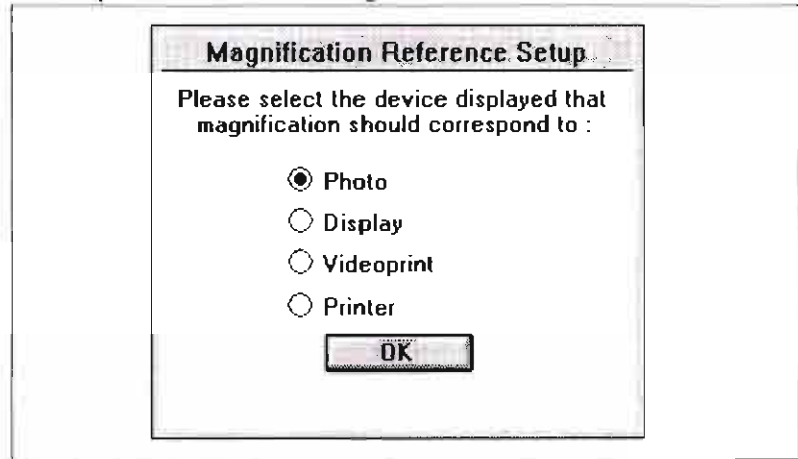 Magnification Reference Setup
Please select the device displayed that
magnification should correspond to :
Photo
Display
Videoprint
Printer
OK